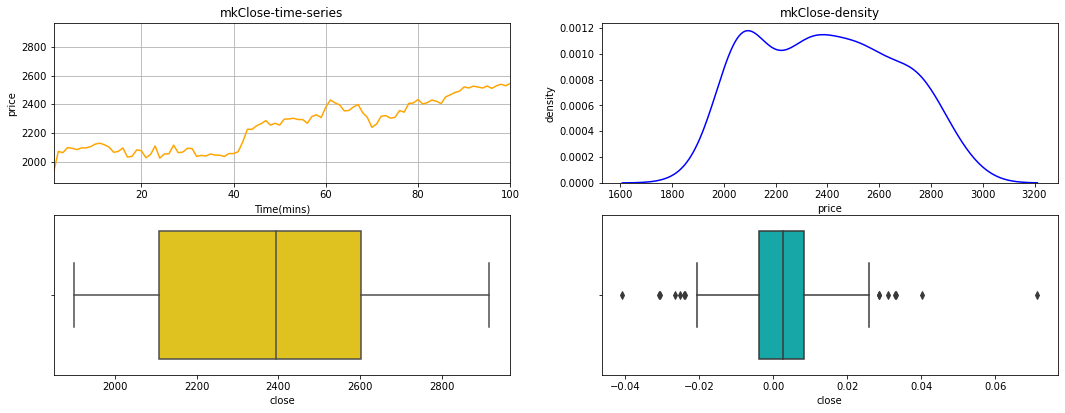 mkClose-time-series
price
2800
2600
2400
2200
2000
20 40 60 80 100
Time(mins)
mkClose-density
density
0.0012
0.0010
0.0008
0.0006
0.0004
0.0002
0.0000
1600 1800 2000 2200 2400 2600 2800 3000 3200
price
2000 2200 2400 2600 2800
close
−0.04 −0.02 0.00 0.02 0.04 0.06
close